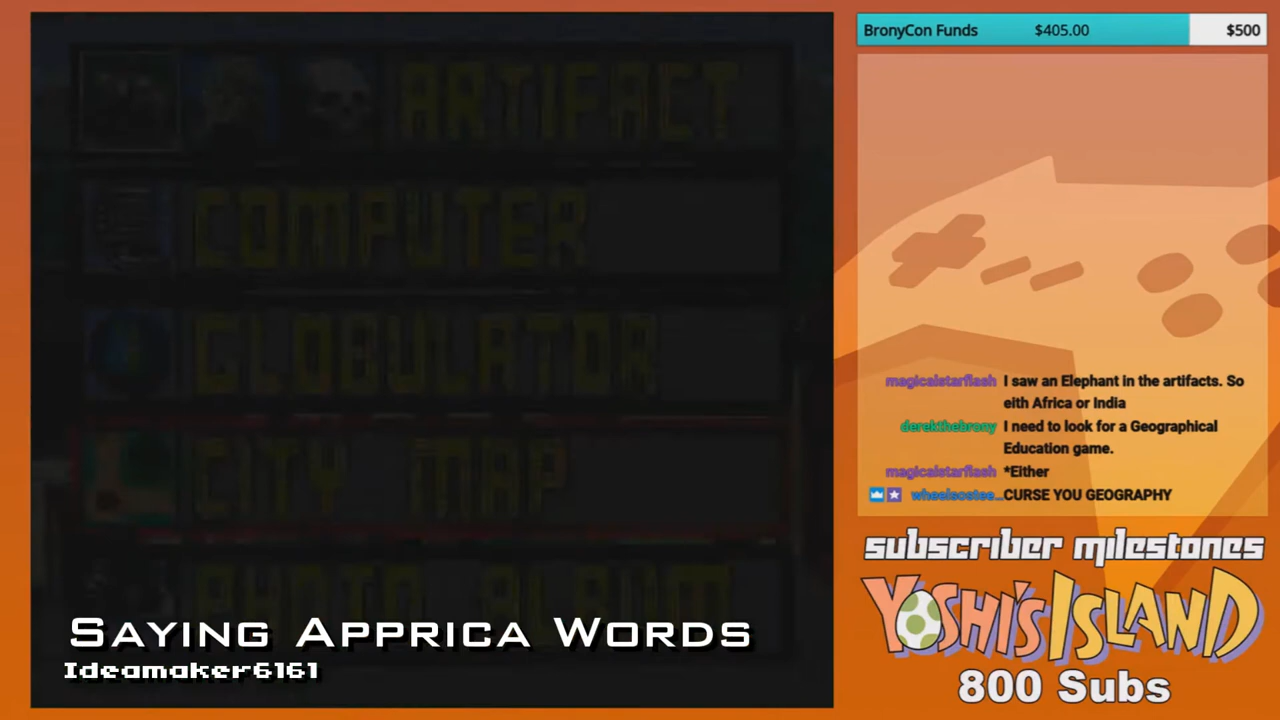 ARTIFACT
COMPUTER
GLOBULATOR
CITY MAP
PHOTO ALBUM
SAYING APPRICA WORDS
Ideamaker6161
BronyCon Funds $405.00 $500
magicalstarflash I saw an Elephant in the artifacts. So
eith Africa or India
derekthebrony I need to look for a Geographical
Education game.
magicalstarflash *Either
wheelsostee... CURSE YOU GEOGRAPHY
subscriber milestones
YOSHI'S ISLAND
800 Subs